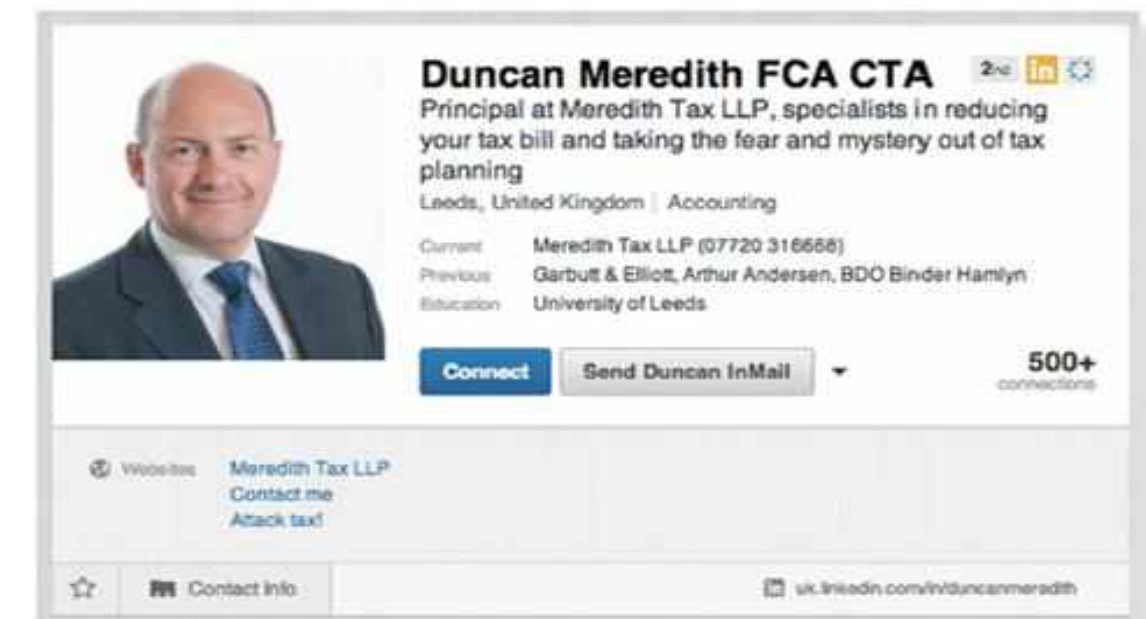 Duncan Meredith FCA CTA
2nd in
Principal at Meredith Tax LLP, specialists in reducing
your tax bill and taking the fear and mystery out of tax
planning
Leeds, United Kingdom | Accounting
Current Meredith Tax LLP (07720 316668)
Previous Garbutt & Elliott, Arthur Andersen, BDO Binder Hamlyn
Education University of Leeds
Connect Send Duncan InMail 500+
connections
Websites Meredith Tax LLP
Contact me
Attack tax!
Contact Info uk.linkedin.com/in/duncanmeredith